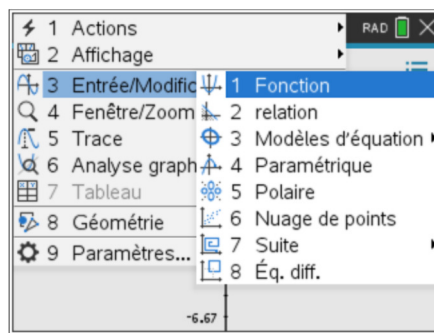 1 Actions
2 Affichage
3 Entrée/Modific
4 Fenêtre/Zoom
5 Trace
6 Analyse graph
7 Tableau
8 Géométrie
9 Paramètres...
RAD
1 Fonction
2 relation
3 Modèles d'équation
4 Paramétrique
5 Polaire
6 Nuage de points
7 Suite
8 Éq. diff.
-6.67